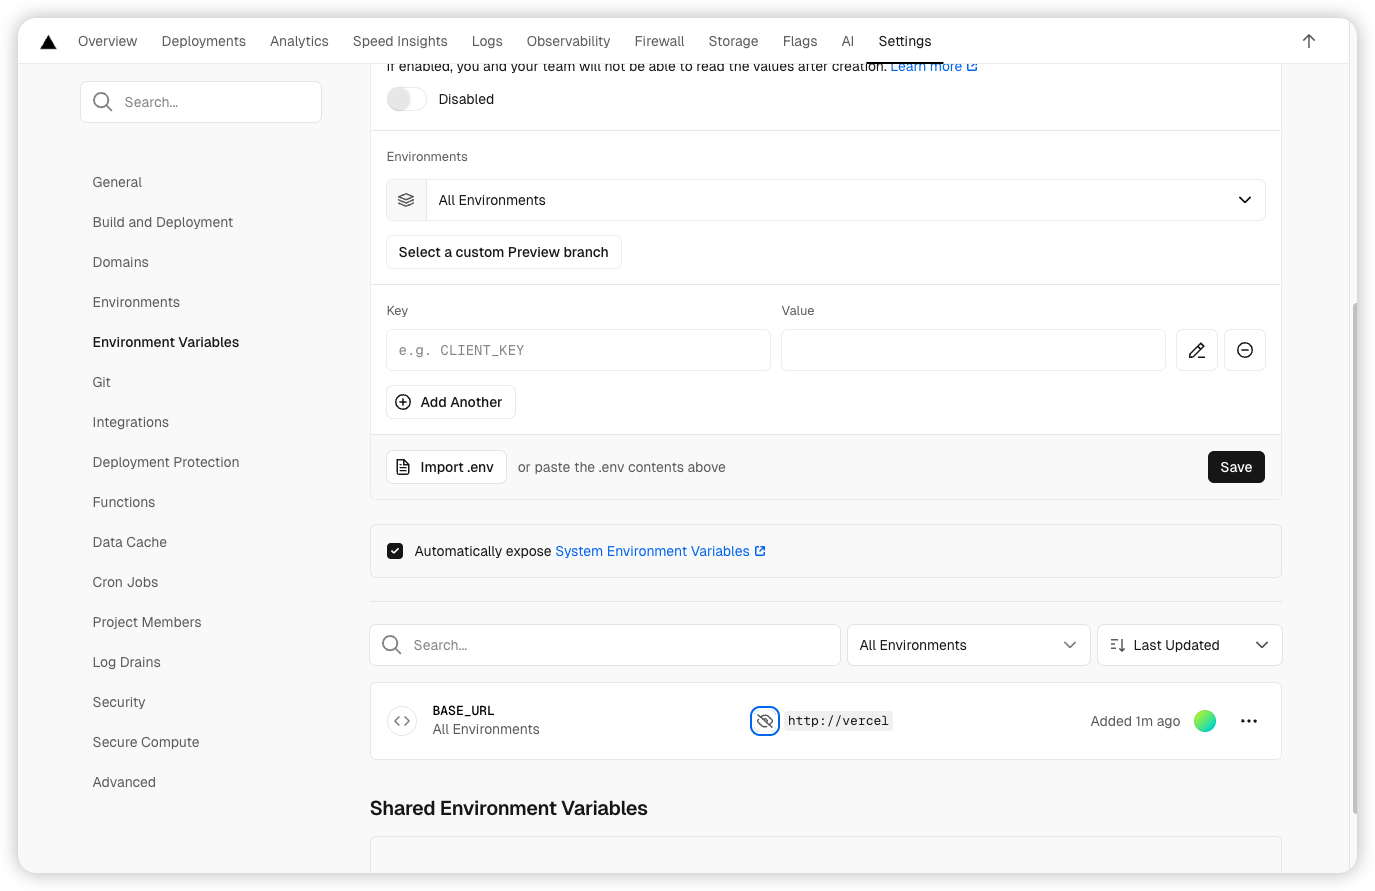 Overview Deployments Analytics Speed Insights Logs Observability Firewall Storage Flags AI Settings
Search...
General
Build and Deployment
Domains
Environments
Environment Variables
Git
Integrations
Deployment Protection
Functions
Data Cache
Cron Jobs
Project Members
Log Drains
Security
Secure Compute
Advanced
If enabled, you and your team will not be able to read the values after creation. Learn more
Disabled
Environments
All Environments
Select a custom Preview branch
Key Value
e.g. CLIENT_KEY
Add Another
Import .env or paste the .env contents above Save
Automatically expose System Environment Variables
Search... All Environments Last Updated
BASE_URL
All Environments
http://vercel
Added 1m ago
Shared Environment Variables